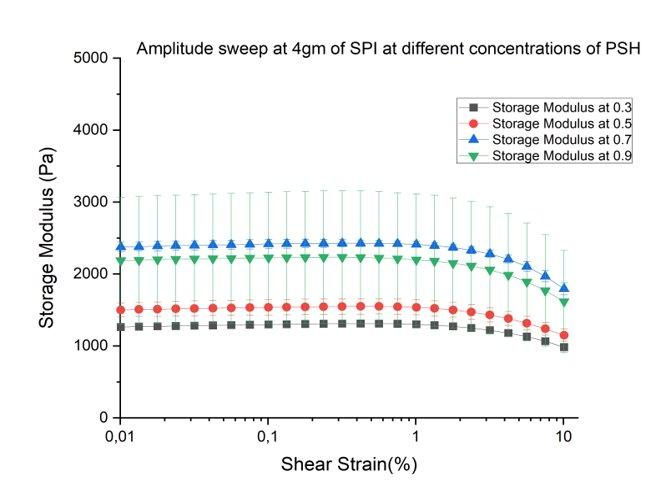 Amplitude sweep at 4gm of SPI at different concentrations of PSH
5000
Storage Modulus at 0.3
Storage Modulus at 0.5
Storage Modulus at 0.7
Storage Modulus at 0.9
4000
3000
2000
1000
0
Storage Modulus (Pa)
0,01
0,1
1
10
Shear Strain(%)